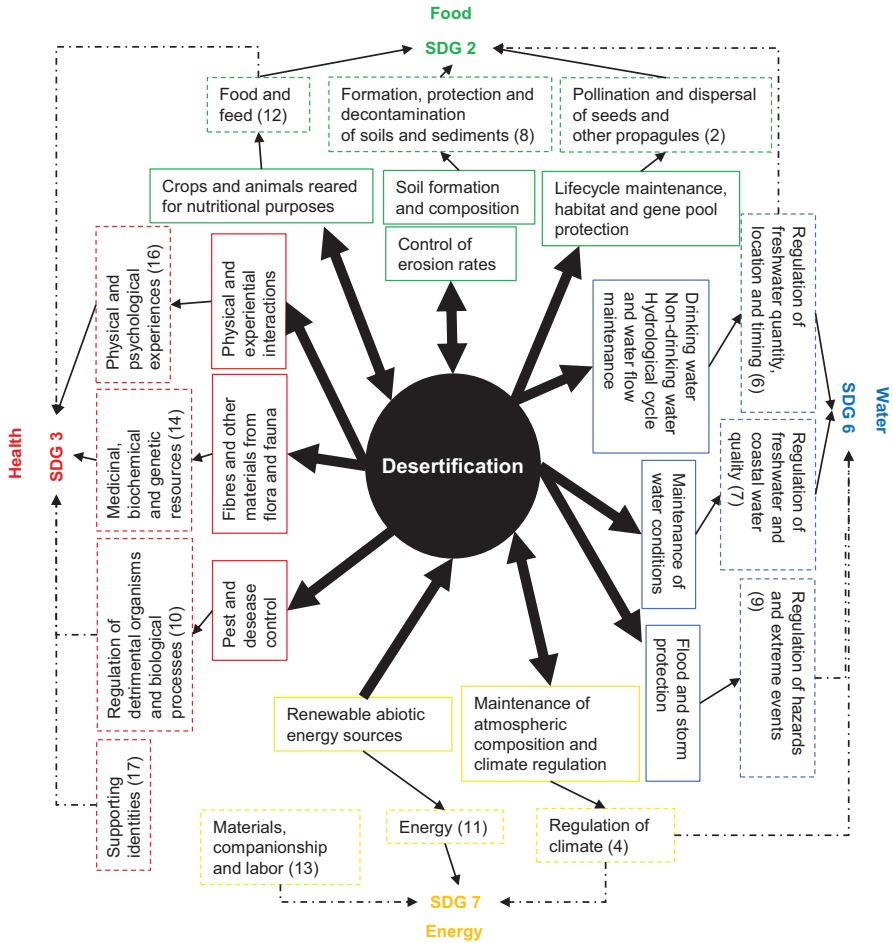 Food
SDG 2
Food and
feed (12)
Formation, protection and
decontamination
of soils and sediments (8)
Pollination and dispersal
of seeds and
other propagules (2)
Crops and animals reared
for nutritional purposes
Soil formation
and composition
Lifecycle maintenance,
habitat and gene pool
protection
Control of
erosion rates
Physical and
psychological
experiences (16)
Physical and
experiential
interactions
Drinking water
Non-drinking water
Hydrological cycle
and water flow
maintenance
Regulation of
freshwater quantity,
location and timing (6)
Health
SDG 3
Medicinal,
biochemical
and genetic
resources (14)
Fibres and other
materials from
flora and fauna
Desertification
Maintenance of
water conditions
Regulation of
freshwater and
coastal water
quality (7)
SDG 6
Water
Regulation of
detrimental organisms
and biological
processes (10)
Pest and
desease
control
Flood and storm
protection
Regulation of hazards
and extreme events
(9)
Supporting
identities (17)
Renewable abiotic
energy sources
Maintenance of
atmospheric
composition and
climate regulation
Materials,
companionship
and labor (13)
Energy (11)
Regulation of
climate (4)
SDG 7
Energy